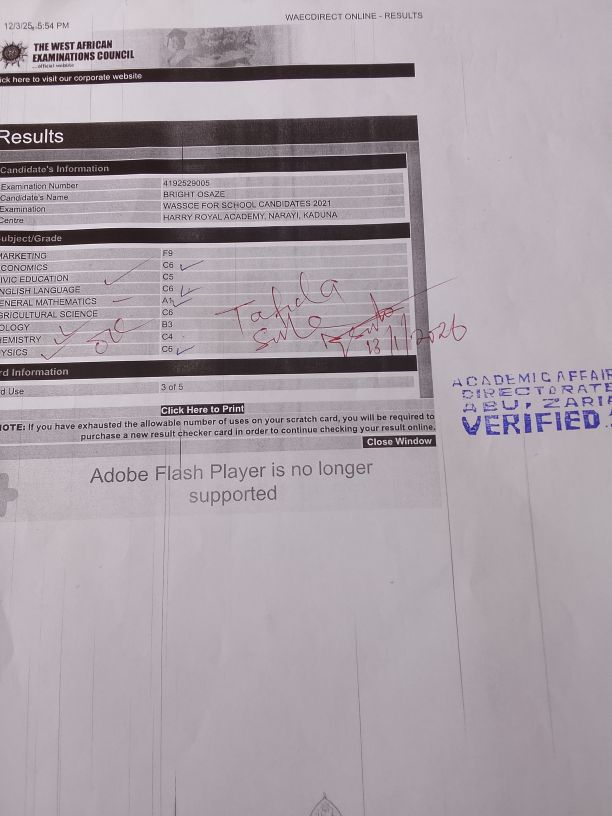 12/3/25, 5:54 PM
WAECDIRECT ONLINE - RESULTS
THE WEST AFRICAN
EXAMINATIONS COUNCIL
...official website
ick here to visit our corporate website
Results
Candidate's Information
Examination Number 4192529005
Candidate's Name BRIGHT OSAZE
Examination WASSCE FOR SCHOOL CANDIDATES 2021
Centre HARRY ROYAL ACADEMY, NARAYI, KADUNA
ubject/Grade
MARKETING F9
CONOMICS C6
IVIC EDUCATION C5
NGLISH LANGUAGE C6
ENERAL MATHEMATICS A1
GRICULTURAL SCIENCE C6
OLOGY B3
HEMISTRY C4
YSICS C6
Sule
13/1/2026
rd Information
d Use 3 of 5
Click Here to Print
NOTE: If you have exhausted the allowable number of uses on your scratch card, you will be required to
purchase a new result checker card in order to continue checking your result online.
Close Window
ACADEMIC AFFAIR
DIRECTORATE
ABU, ZARIA
VERIFIED
Adobe Flash Player is no longer
supported